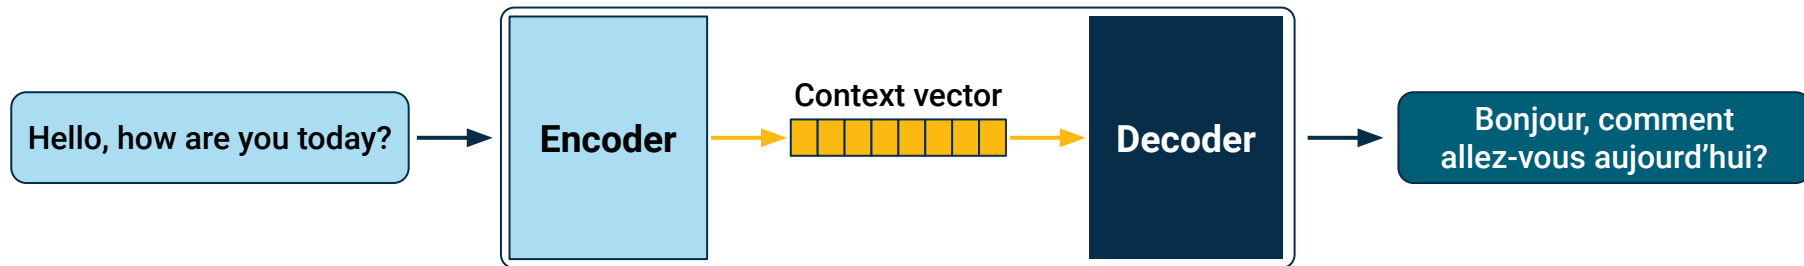 Hello, how are you today?
Encoder
Context vector
Decoder
Bonjour, comment
allez-vous aujourd’hui?